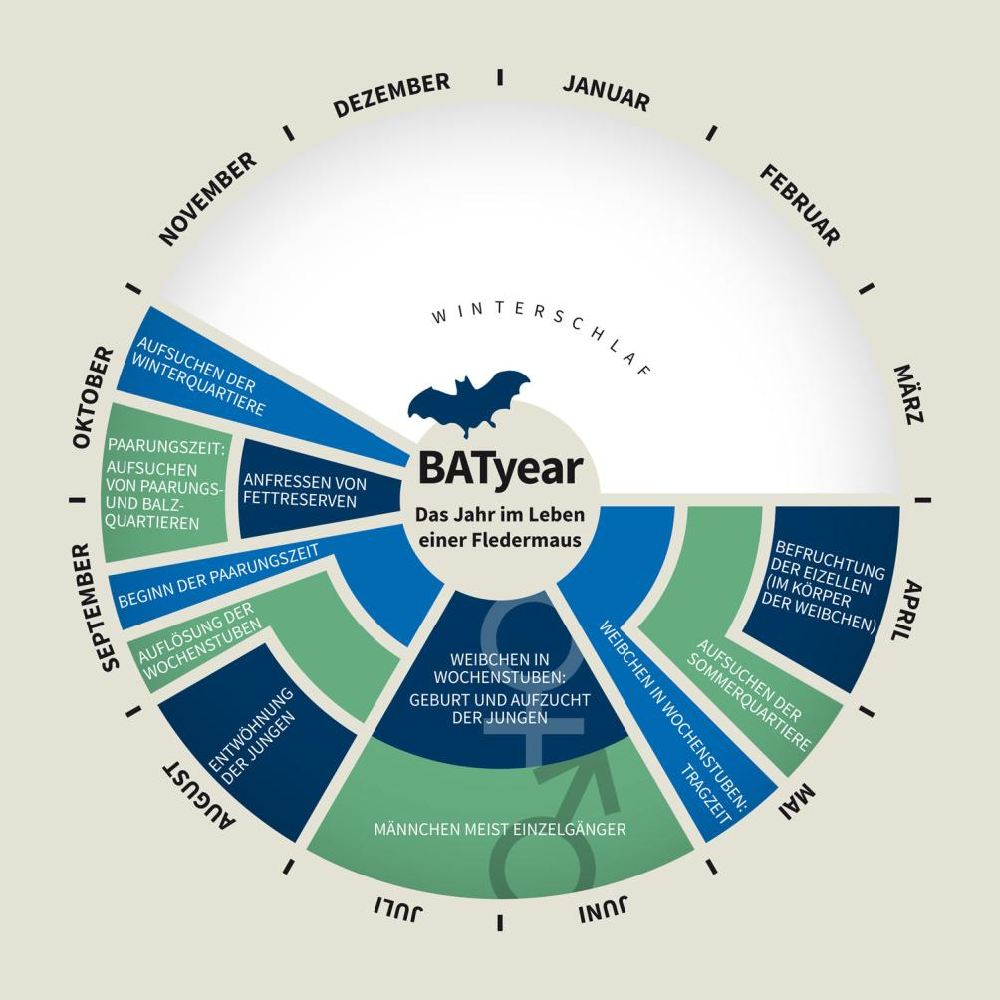 JANUAR
FEBRUAR
MÄRZ
APRIL
MAI
JUNI
JULI
AUGUST
SEPTEMBER
OKTOBER
NOVEMBER
DEZEMBER
WINTERSCHLAF
BATyear
Das Jahr im Leben
einer Fledermaus
BEFRUCHTUNG
DER EIZELLEN
(IM KÖRPER
DER WEIBCHEN)
AUFSUCHEN DER
SOMMERQUARTIERE
WEIBCHEN IN WOCHENSTUBEN:
TRAGZEIT
WEIBCHEN IN
WOCHENSTUBEN:
GEBURT UND AUFZUCHT
DER JUNGEN
MÄNNCHEN MEIST EINZELGÄNGER
ENTWÖHNUNG
DER JUNGEN
AUFLÖSUNG DER
WOCHENSTUBEN
BEGINN DER PAARUNGSZEIT
PAARUNGSZEIT:
AUFSUCHEN
VON PAARUNGS-
UND BALZ-
QUARTIEREN
ANFRESSEN VON
FETTRESERVEN
AUFSUCHEN DER
WINTERQUARTIERE